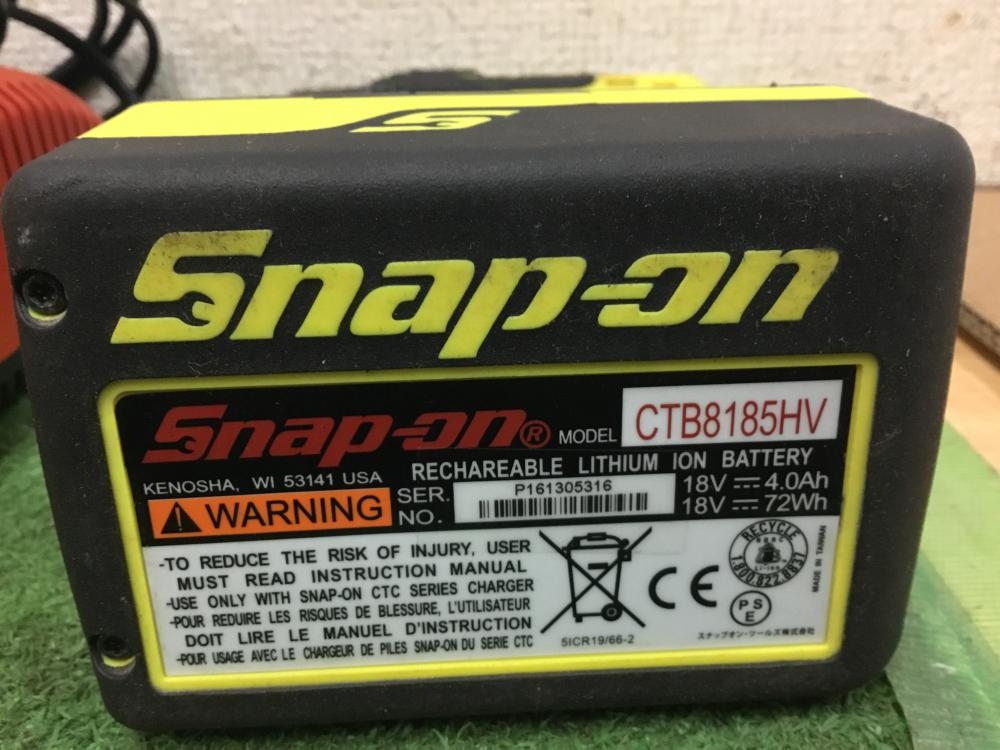 Snap-on
Snap-on® MODEL CTB8185HV
KENOSHA, WI 53141 USA
RECHAREABLE LITHIUM ION BATTERY
WARNING
SER. NO. P161305316
18V ⎓ 4.0Ah
18V ⎓ 72Wh
-TO REDUCE THE RISK OF INJURY, USER
MUST READ INSTRUCTION MANUAL
-USE ONLY WITH SNAP-ON CTC SERIES CHARGER
-POUR REDUIRE LES RISQUES DE BLESSURE, L'UTILISATEUR
DOIT LIRE LE MANUEL D'INSTRUCTION
-POUR USAGE AVEC LE CHARGEUR DE PILES SNAP-ON DU SERIE CTC
5ICR19/66-2
CE
RECYCLE
RBRC
LI-ION
1.800.822.8837
PSE
MADE IN TAIWAN
スナップオン・ツールズ株式会社